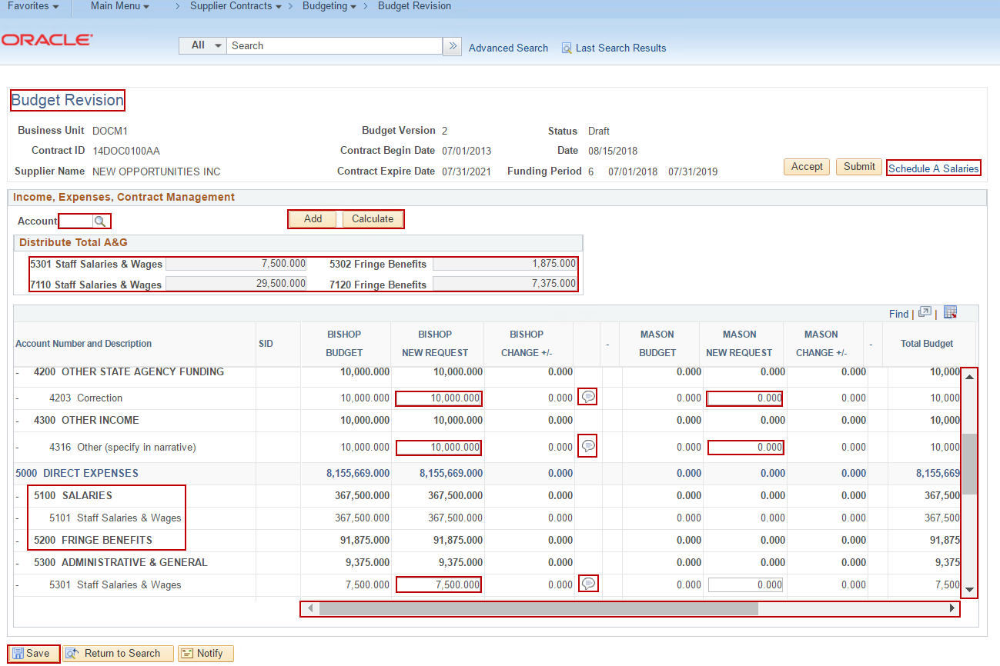 Favorites Main Menu > Supplier Contracts > Budgeting > Budget Revision
ORACLE
All Search » Advanced Search Last Search Results
Budget Revision
Business Unit DOCM1 Budget Version 2 Status Draft
Contract ID 14DOC0100AA Contract Begin Date 07/01/2013 Date 08/15/2018
Supplier Name NEW OPPORTUNITIES INC Contract Expire Date 07/31/2021 Funding Period 6 07/01/2018 07/31/2019 Accept Submit Schedule A Salaries
Income, Expenses, Contract Management
Account Add Calculate
Distribute Total A&G
5301 Staff Salaries & Wages 7,500.000 5302 Fringe Benefits 1,875.000
7110 Staff Salaries & Wages 29,500.000 7120 Fringe Benefits 7,375.000
Find | |
Account Number and Description SID BISHOP BUDGET BISHOP NEW REQUEST BISHOP CHANGE +/- - MASON BUDGET MASON NEW REQUEST MASON CHANGE +/- - Total Budget
- 4200 OTHER STATE AGENCY FUNDING 10,000.000 10,000.000 0.000 0.000 0.000 0.000 10,000
- 4203 Correction 10,000.000 10,000.000 0.000 0.000 0.000 0.000 10,000
- 4300 OTHER INCOME 10,000.000 10,000.000 0.000 0.000 0.000 0.000 10,000
- 4316 Other (specify in narrative) 10,000.000 10,000.000 0.000 0.000 0.000 0.000 10,000
5000 DIRECT EXPENSES 8,155,669.000 8,155,669.000 0.000 0.000 0.000 0.000 8,155,669
- 5100 SALARIES 367,500.000 367,500.000 0.000 0.000 0.000 0.000 367,500
- 5101 Staff Salaries & Wages 367,500.000 367,500.000 0.000 0.000 0.000 0.000 367,500
- 5200 FRINGE BENEFITS 91,875.000 91,875.000 0.000 0.000 0.000 0.000 91,875
- 5300 ADMINISTRATIVE & GENERAL 9,375.000 9,375.000 0.000 0.000 0.000 0.000 9,375
- 5301 Staff Salaries & Wages 7,500.000 7,500.000 0.000 0.000 0.000 0.000 7,500
Save Return to Search Notify